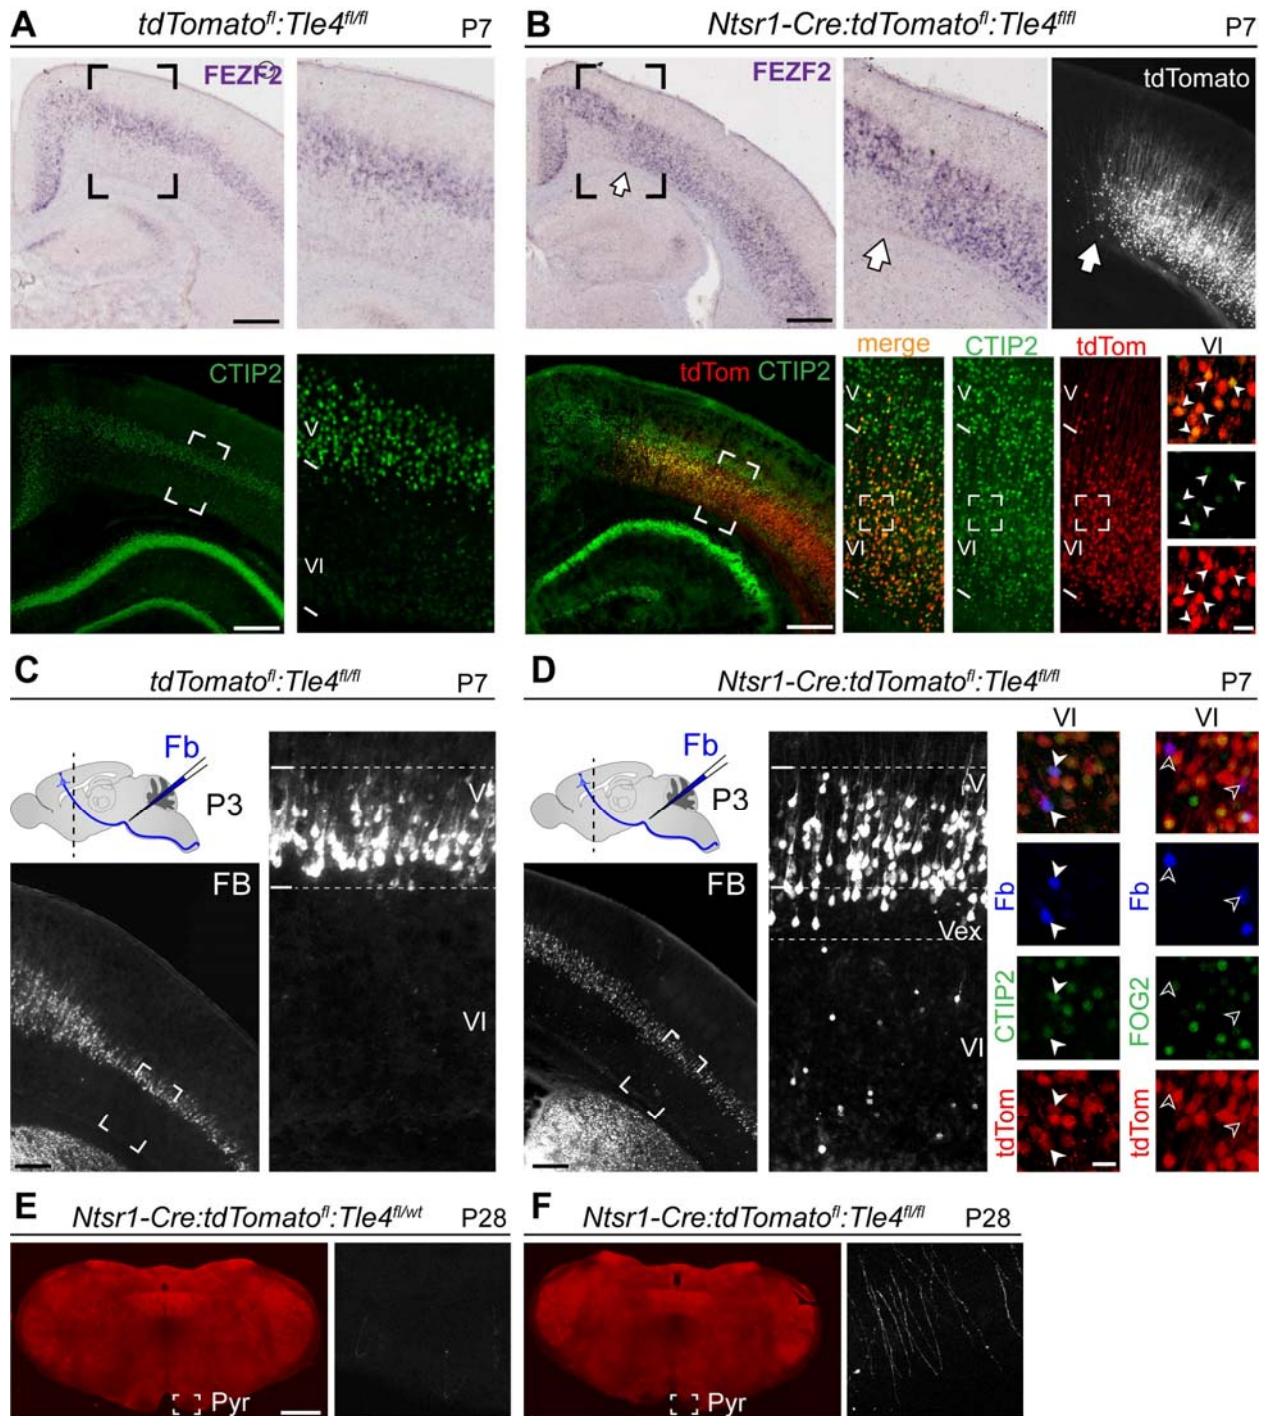 A tdTomato^fl:Tle4^fl/fl P7
FEZF2
CTIP2
V
VI
B Ntsr1-Cre:tdTomato^fl:Tle4^flfl P7
FEZF2
tdTomato
tdTom CTIP2
merge CTIP2 tdTom VI
V V V
VI VI VI
C tdTomato^fl:Tle4^fl/fl P7
Fb
P3
FB
V
VI
D Ntsr1-Cre:tdTomato^fl:Tle4^fl/fl P7
Fb
P3
FB
V
Vex
VI
VI VI
Fb Fb
CTIP2 FOG2
tdTom tdTom
E Ntsr1-Cre:tdTomato^fl:Tle4^fl/wt P28
Pyr
F Ntsr1-Cre:tdTomato^fl:Tle4^fl/fl P28
Pyr